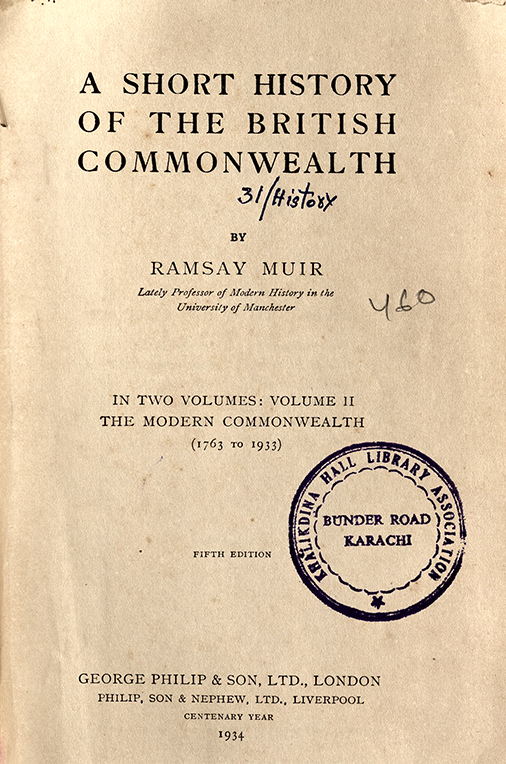 A SHORT HISTORY
OF THE BRITISH
COMMONWEALTH
31/History
BY
RAMSAY MUIR
Lately Professor of Modern History in the
University of Manchester
460
IN TWO VOLUMES: VOLUME II
THE MODERN COMMONWEALTH
(1763 TO 1933)
KHALIKDINA HALL LIBRARY ASSOCIATION
BUNDER ROAD
KARACHI
FIFTH EDITION
GEORGE PHILIP & SON, LTD., LONDON
PHILIP, SON & NEPHEW, LTD., LIVERPOOL
CENTENARY YEAR
1934